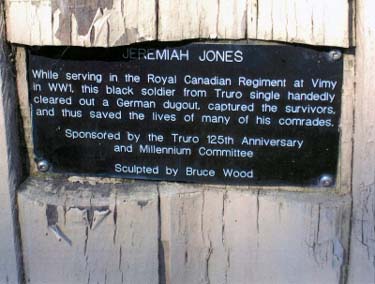 JEREMIAH JONES
While serving in the Royal Canadian Regiment at Vimy
in WW1, this black soldier from Truro single handedly
cleared out a German dugout, captured the survivors,
and thus saved the lives of many of his comrades.
Sponsored by the Truro 125th Anniversary
and Millennium Committee
Sculpted by Bruce Wood